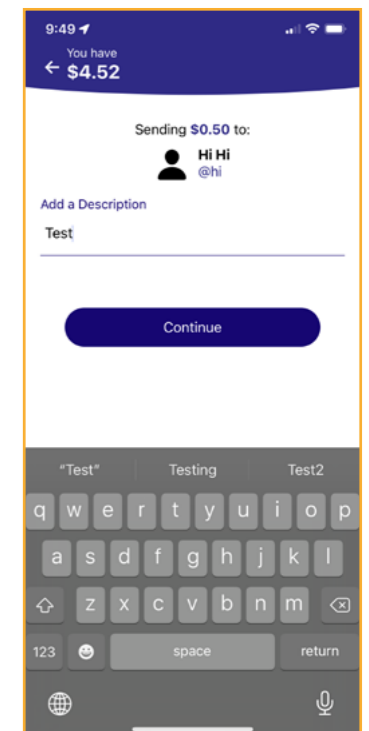 9:49
You have
$4.52
Sending $0.50 to:
Hi Hi
@hi
Add a Description
Test
Continue
“Test” Testing Test2
q w e r t y u i o p
a s d f g h j k l
z x c v b n m
123 space return